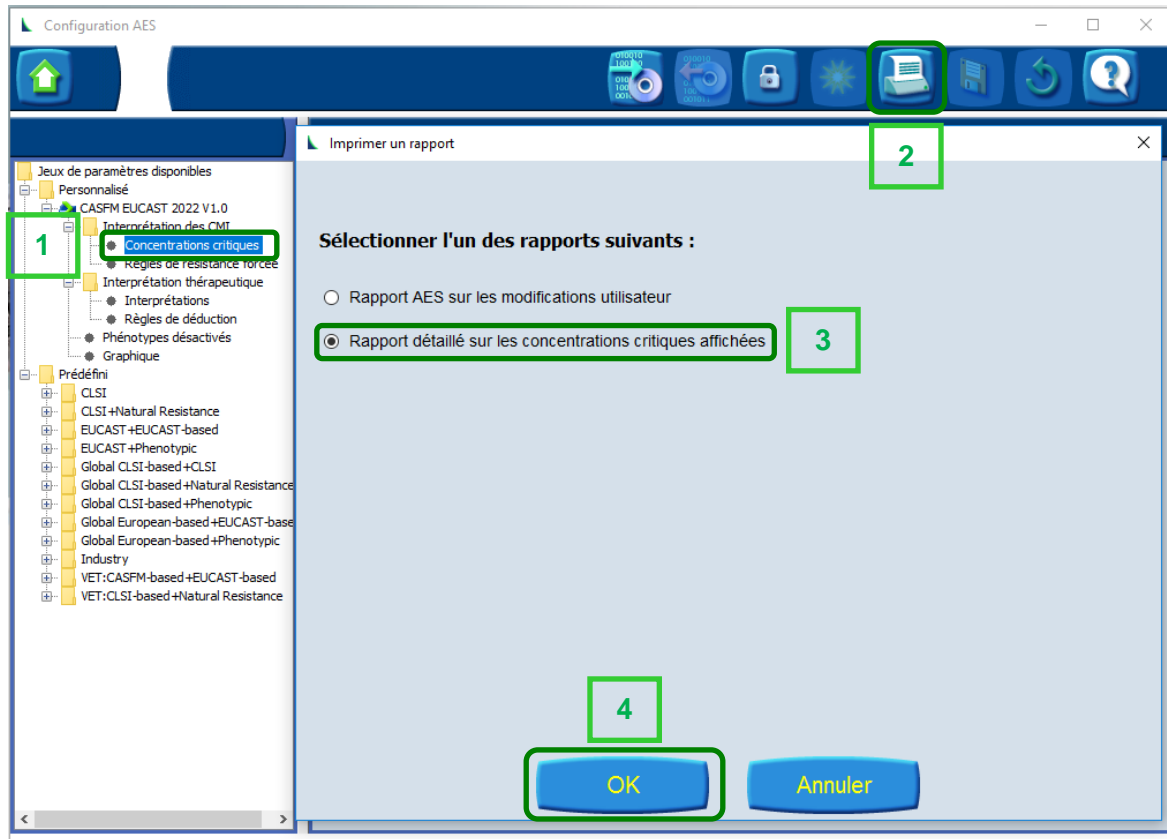 Configuration AES
2
Imprimer un rapport
Jeux de paramètres disponibles
Personnalisé
CASFM EUCAST 2022 V1.0
Interprétation des CMI
1
Concentrations critiques
Règles de résistance forcée
Interprétation thérapeutique
Interprétations
Règles de déduction
Phénotypes désactivés
Graphique
Prédéfini
CLSI
CLSI+Natural Resistance
EUCAST+EUCAST-based
EUCAST+Phenotypic
Global CLSI-based+CLSI
Global CLSI-based+Natural Resistance
Global CLSI-based+Phenotypic
Global European-based+EUCAST-base
Global European-based+Phenotypic
Industry
VET:CASFM-based+EUCAST-based
VET:CLSI-based+Natural Resistance
Sélectionner l'un des rapports suivants :
Rapport AES sur les modifications utilisateur
Rapport détaillé sur les concentrations critiques affichées
3
4
OK
Annuler